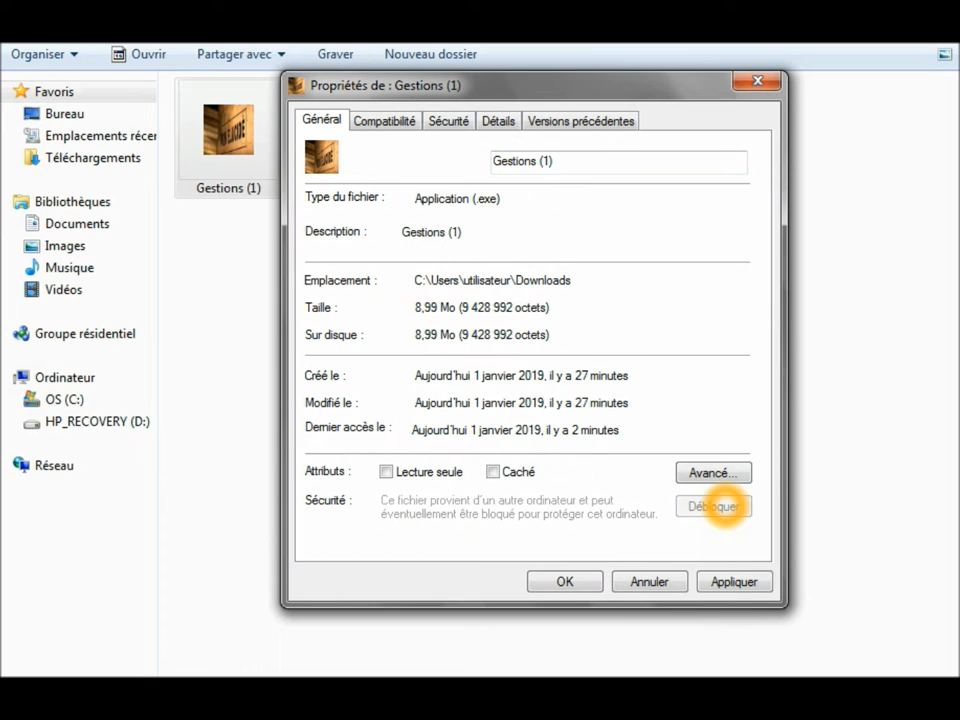 Organiser Ouvrir Partager avec Graver Nouveau dossier
Favoris
Bureau
Emplacements récer
Téléchargements
Bibliothèques
Documents
Images
Musique
Vidéos
Groupe résidentiel
Ordinateur
OS (C:)
HP_RECOVERY (D:)
Réseau
Gestions (1)
Propriétés de : Gestions (1)
Général Compatibilité Sécurité Détails Versions précédentes
Gestions (1)
Type du fichier : Application (.exe)
Description : Gestions (1)
Emplacement : C:\Users\utilisateur\Downloads
Taille : 8,99 Mo (9 428 992 octets)
Sur disque : 8,99 Mo (9 428 992 octets)
Créé le : Aujourd'hui 1 janvier 2019, il y a 27 minutes
Modifié le : Aujourd'hui 1 janvier 2019, il y a 27 minutes
Dernier accès le : Aujourd'hui 1 janvier 2019, il y a 2 minutes
Attributs : Lecture seule Caché Avancé...
Sécurité : Ce fichier provient d'un autre ordinateur et peut
éventuellement être bloqué pour protéger cet ordinateur.
Débloquer
OK Annuler Appliquer